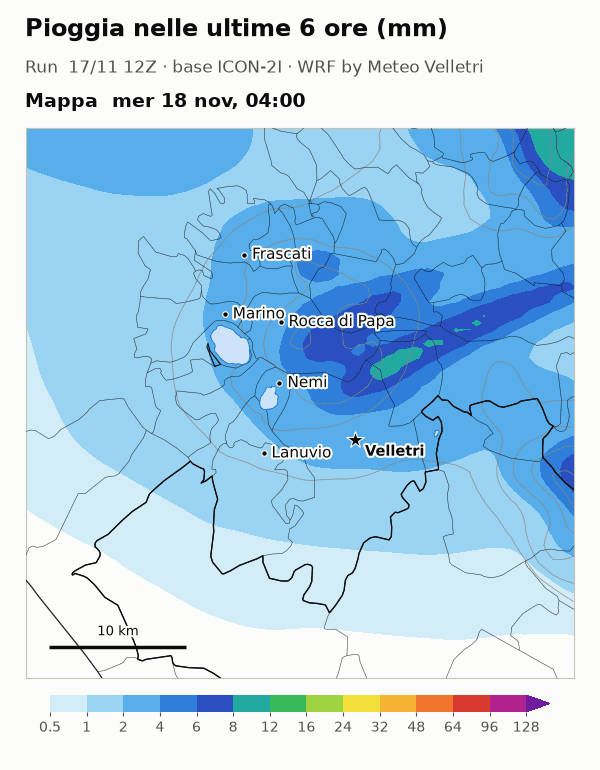 Pioggia nelle ultime 6 ore (mm)
Run 17/11 12Z · base ICON-2I · WRF by Meteo Velletri
Mappa mer 18 nov, 04:00
Frascati
Marino
Rocca di Papa
Nemi
Velletri
Lanuvio
10 km
0.5 1 2 4 6 8 12 16 24 32 48 64 96 128